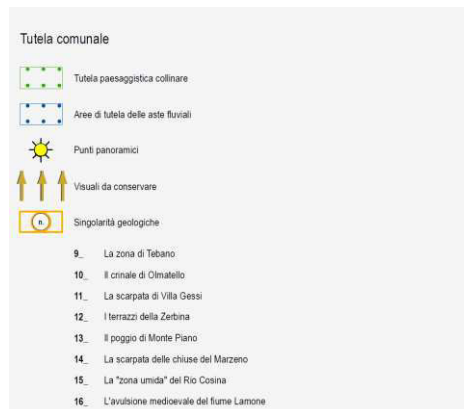 Tutela comunale
Tutela paesaggistica collinare
Aree di tutela delle aste fluviali
Punti panoramici
Visuali da conservare
n. Singolarità geologiche
9_ La zona di Tebano
10_ Il crinale di Olmatello
11_ La scarpata di Villa Gessi
12_ I terrazzi della Zerbina
13_ Il poggio di Monte Piano
14_ La scarpata delle chiuse del Marzeno
15_ La "zona umida" del Rio Cosina
16_ L'avulsione medioevale del fiume Lamone